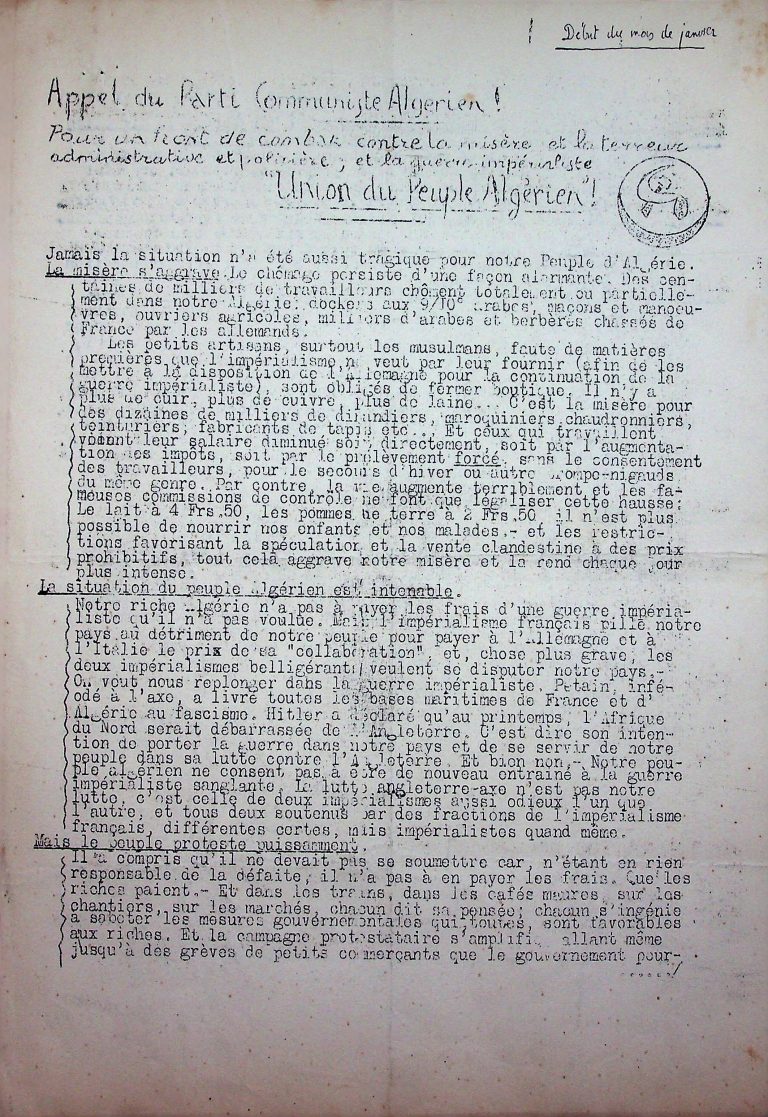 Début du mois de janvier
Appel du Parti Communiste Algérien !
Pour un front de combat contre la misère et la terreur
administrative et policière, et la guerre impérialiste
"Union du Peuple Algérien"!
Jamais la situation n'a été aussi tragique pour notre Peuple d'Algérie.
La misère s'aggrave. Le chômage persiste d'une façon alarmante. Des cen-
taines de milliers de travailleurs chôment totalement ou partielle-
ment dans notre Algérie: dockers aux 9/10e arabes, maçons et manoeu-
vres, ouvriers agricoles, milliers d'arabes et berbères chassés de
France par les allemands.
Les petits artisans, surtout les musulmans, faute de matières
premières que l'impérialisme ne veut par leur fournir (afin de les
mettre à la disposition de l'Allemagne pour la continuation de la
guerre impérialiste), sont obligés de fermer boutique. Il n'y a
plus de cuir, plus de cuivre, plus de laine... C'est la misère pour
des dizaines de milliers de dinandiers, maroquiniers, chaudronniers,
teinturiers, fabricants de tapis etc... Et ceux qui travaillent
voient leur salaire diminué soit directement, soit par l'augmenta-
tion des impôts, soit par le prélèvement forcé, sans le consentement
des travailleurs, pour le secours d'hiver ou autre trompe-nigauds
du même genre. Par contre, la vie augmente terriblement et les fa-
meuses commissions de contrôle ne font que légaliser cette hausse:
Le lait à 4 Frs.50, les pommes de terre à 2 Frs.50 il n'est plus
possible de nourrir nos enfants et nos malades.- et les restric-
tions favorisant la spéculation et la vente clandestine à des prix
prohibitifs, tout cela aggrave notre misère et la rend chaque jour
plus intense.
La situation du peuple Algérien est intenable.
Notre riche Algérie n'a pas à payer les frais d'une guerre impéria-
liste qu'il n'a pas voulue. Mais l'impérialisme français pille notre
pays au détriment de notre peuple pour payer à l'Allemagne et à
l'Italie le prix de sa "collaboration", et, chose plus grave, les
deux impérialismes belligérants veulent se disputer notre pays.-
On veut nous replonger dans la guerre impérialiste. Petain, inféo-
dé à l'axe, a livré toutes les bases maritimes de France et d'
Algérie au fascisme. Hitler a déclaré qu'au printemps, l'Afrique
du Nord serait débarrassée de l'Angleterre. C'est dire son inten-
tion de porter la guerre dans notre pays et de se servir de notre
peuple dans sa lutte contre l'Angleterre. Et bien non.- Notre peu-
ple algérien ne consent pas à être de nouveau entrainé à la guerre
impérialiste sanglante. La lutte angleterre-axe n'est pas notre
lutte, c'est celle de deux impérialismes aussi odieux l'un que
l'autre, et tous deux soutenus par des fractions de l'impérialisme
français, différentes certes, mais impérialistes quand même.
Mais le peuple proteste puissamment.
Il a compris qu'il ne devait pas se soumettre car, n'étant en rien
responsable de la défaite, il n'a pas à en payer les frais. Que les
riches paient.- Et dans les trains, dans les cafés maures, sur les
chantiers, sur les marchés, chacun dit sa pensée; chacun s'ingénie
à saboter les mesures gouvernementales qui, toutes, sont favorables
aux riches. Et la campagne protestataire s'amplifie, allant même
jusqu'à des grèves de petits commerçants que le gouvernement pour-
...../